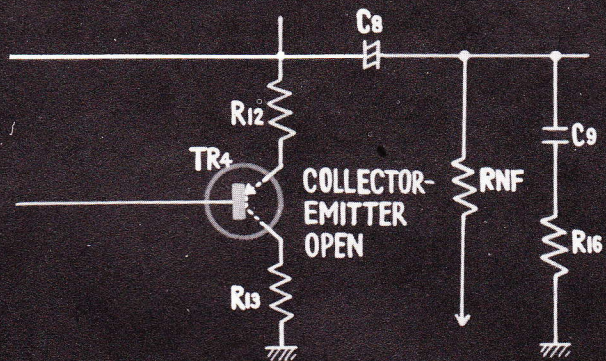 C8
R12
TR4
COLLECTOR-
EMITTER
OPEN
RNF
C9
R16
R13